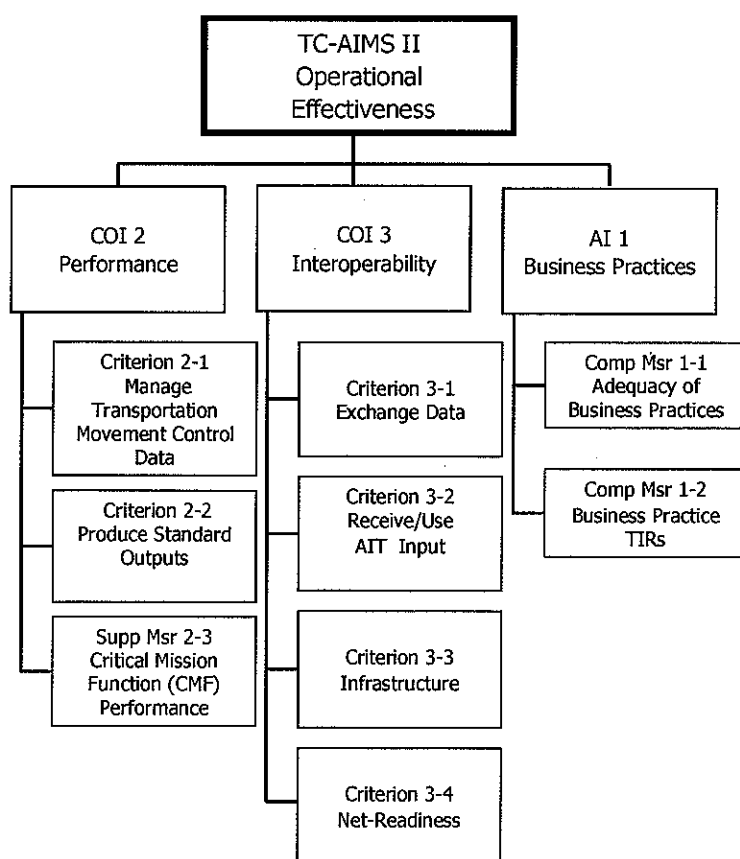 TC-AIMS II
Operational
Effectiveness
COI 2
Performance
COI 3
Interoperability
AI 1
Business Practices
Criterion 2-1
Manage
Transportation
Movement Control
Data
Criterion 2-2
Produce Standard
Outputs
Supp Msr 2-3
Critical Mission
Function (CMF)
Performance
Criterion 3-1
Exchange Data
Criterion 3-2
Receive/Use
AIT Input
Criterion 3-3
Infrastructure
Criterion 3-4
Net-Readiness
Comp Msr 1-1
Adequacy of
Business Practices
Comp Msr 1-2
Business Practice
TIRs